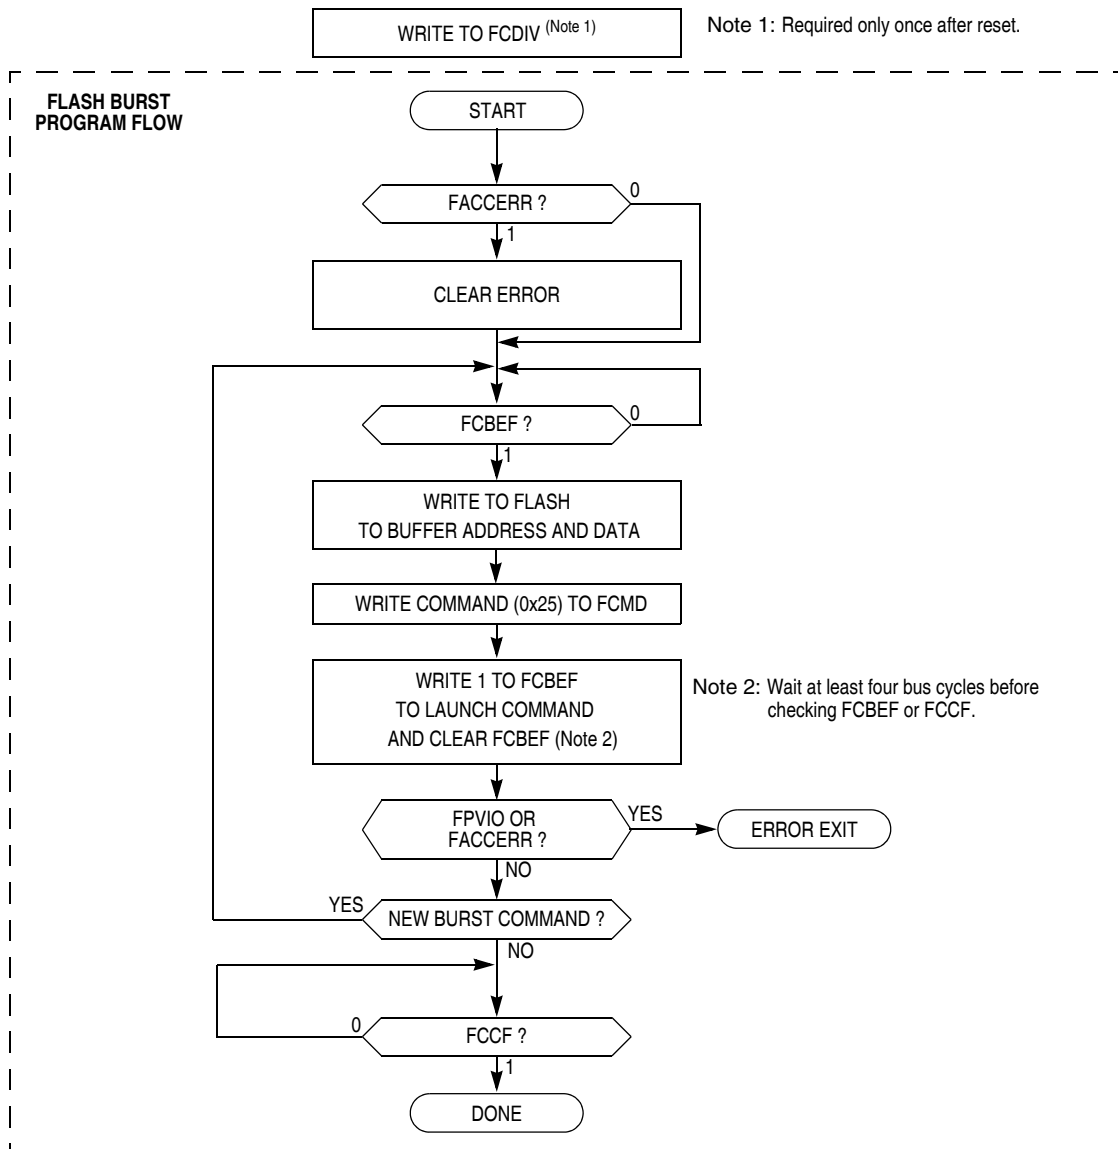 WRITE TO FCDIV (Note 1)
Note 1: Required only once after reset.
FLASH BURST
PROGRAM FLOW
START
FACCERR ?
0
1
CLEAR ERROR
FCBEF ?
0
1
WRITE TO FLASH
TO BUFFER ADDRESS AND DATA
WRITE COMMAND (0x25) TO FCMD
WRITE 1 TO FCBEF
TO LAUNCH COMMAND
AND CLEAR FCBEF (Note 2)
Note 2: Wait at least four bus cycles before
checking FCBEF or FCCF.
FPVIO OR
FACCERR ?
YES
ERROR EXIT
NO
YES
NEW BURST COMMAND ?
NO
0
FCCF ?
1
DONE